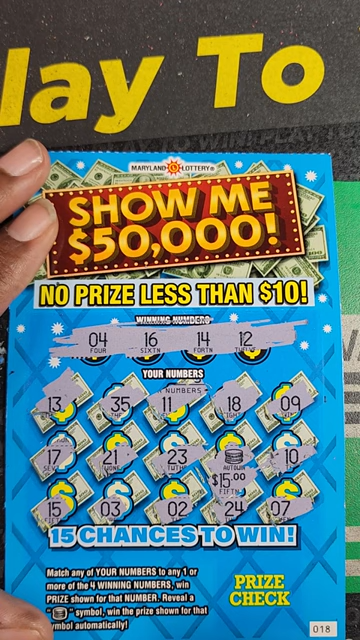 lay To
MARYLAND LOTTERY®
SHOW ME
$50,000!
NO PRIZE LESS THAN $10!
WINNING NUMBERS
04 16 14 12
FOUR SIXTN FORTN TWELVE
YOUR NUMBERS
NUMBERS
13 35 11 18 09
17 21 23 10
AUTOWN
$15.00
FIFTN
15 03 02 24 07
15 CHANCES TO WIN!
Match any of YOUR NUMBERS to any 1 or
more of the 4 WINNING NUMBERS, win
PRIZE shown for that NUMBER. Reveal a
" " symbol, win the prize shown for that
symbol automatically!
PRIZE
CHECK
018